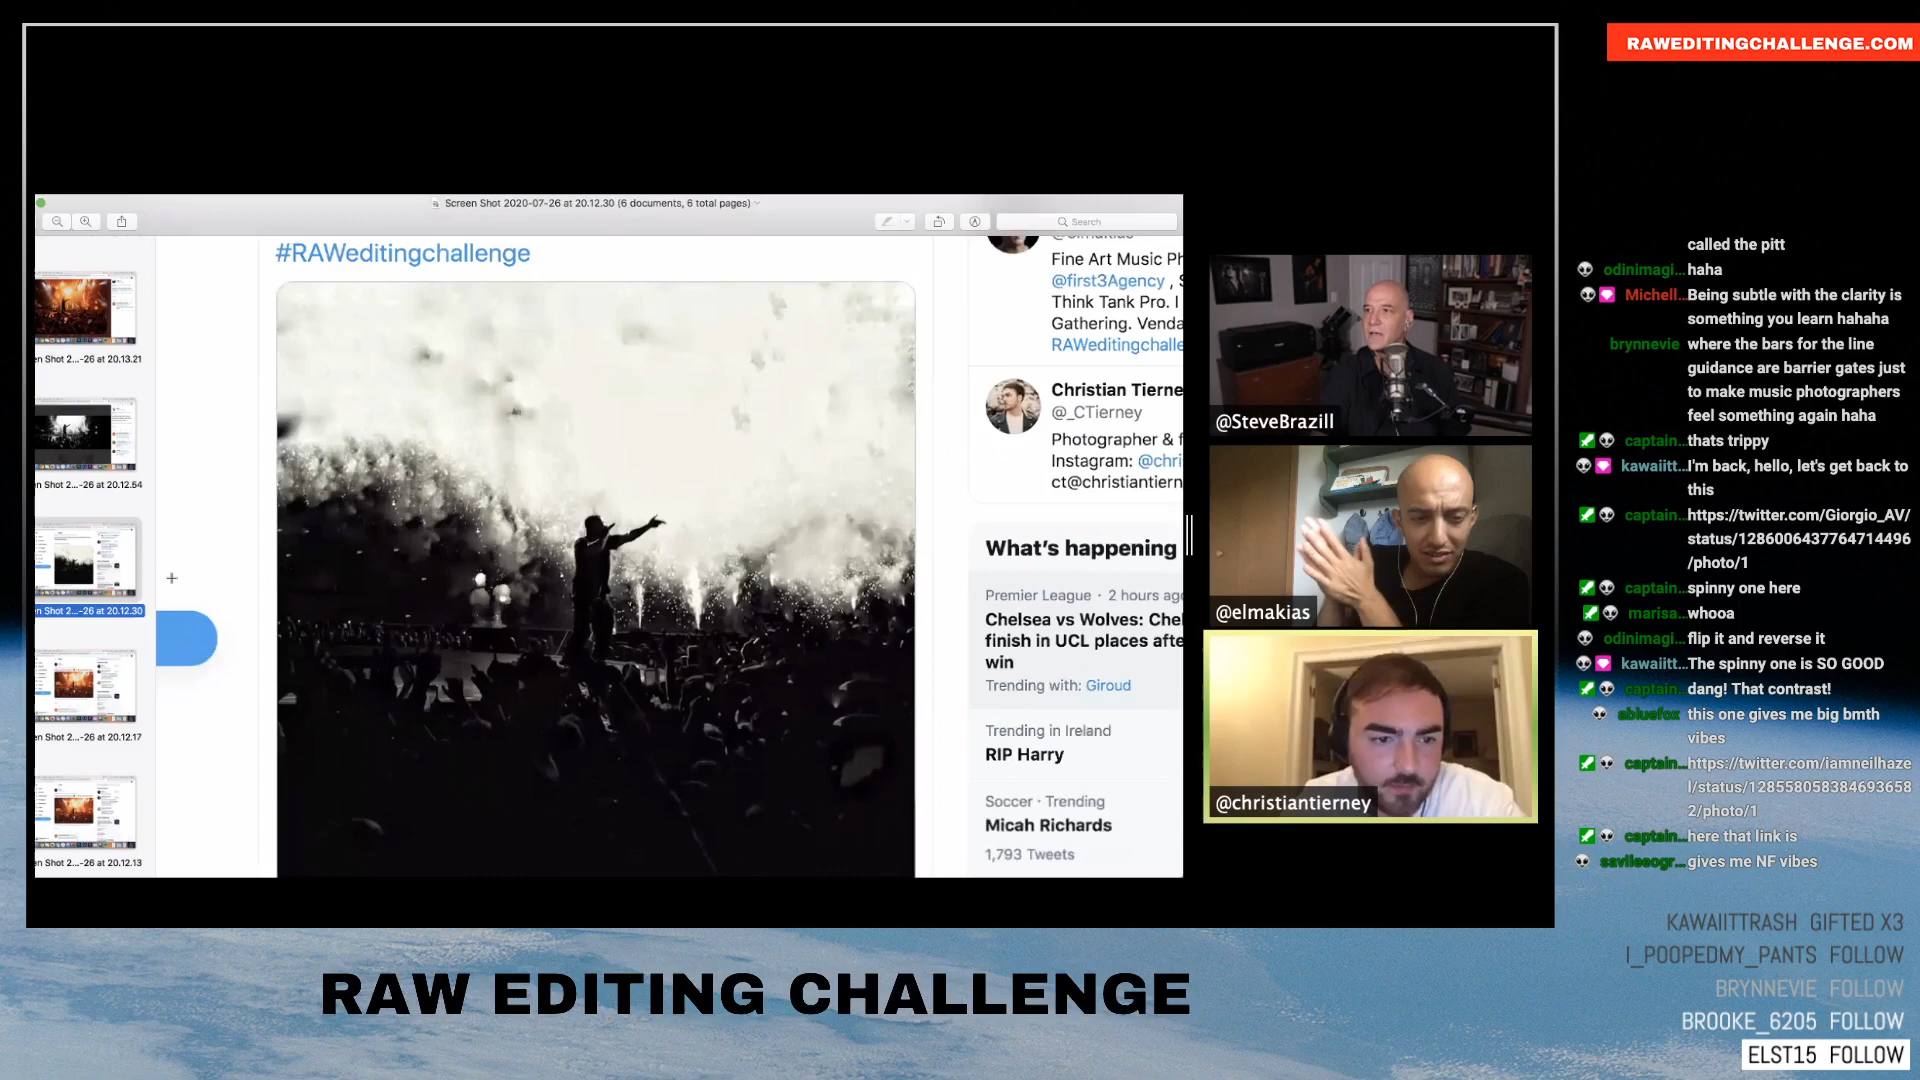 RAWEDITINGCHALLENGE.COM
Screen Shot 2020-07-26 at 20.12.30 (6 documents, 6 total pages)
Search
#RAWeditingchallenge
Fine Art Music Ph
@first3Agency , S
Think Tank Pro. I
Gathering. Venda
RAWeditingchalle
Christian Tierne
@_CTierney
Photographer & f
Instagram: @chri
ct@christiantiern
What's happening
Premier League · 2 hours ago
Chelsea vs Wolves: Chel
finish in UCL places afte
win
Trending with: Giroud
Trending in Ireland
RIP Harry
Soccer · Trending
Micah Richards
1,793 Tweets
en Shot 2...-26 at 20.13.21
en Shot 2...-26 at 20.12.54
en Shot 2...-26 at 20.12.30
en Shot 2...-26 at 20.12.17
en Shot 2...-26 at 20.12.13
@SteveBrazill
@elmakias
@christiantierney
called the pitt
odinimagi... haha
Michell... Being subtle with the clarity is
something you learn hahaha
brynnevie where the bars for the line
guidance are barrier gates just
to make music photographers
feel something again haha
captain... thats trippy
kawaiitt... I'm back, hello, let's get back to
this
captain... https://twitter.com/Giorgio_AV/
status/1286006437764714496
/photo/1
captain... spinny one here
marisa... whooa
odinimagi... flip it and reverse it
kawaiitt... The spinny one is SO GOOD
captain... dang! That contrast!
abluefox this one gives me big bmth
vibes
captain... https://twitter.com/iamneilhaze
l/status/128558058384693658
2/photo/1
captain... here that link is
savileeogr... gives me NF vibes
KAWAIITTRASH GIFTED X3
I_POOPEDMY_PANTS FOLLOW
BRYNNEVIE FOLLOW
BROOKE_6205 FOLLOW
ELST15 FOLLOW
RAW EDITING CHALLENGE